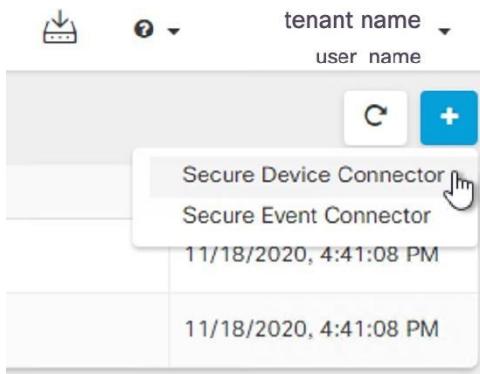 tenant name
user name
Secure Device Connector
Secure Event Connector
11/18/2020, 4:41:08 PM
11/18/2020, 4:41:08 PM